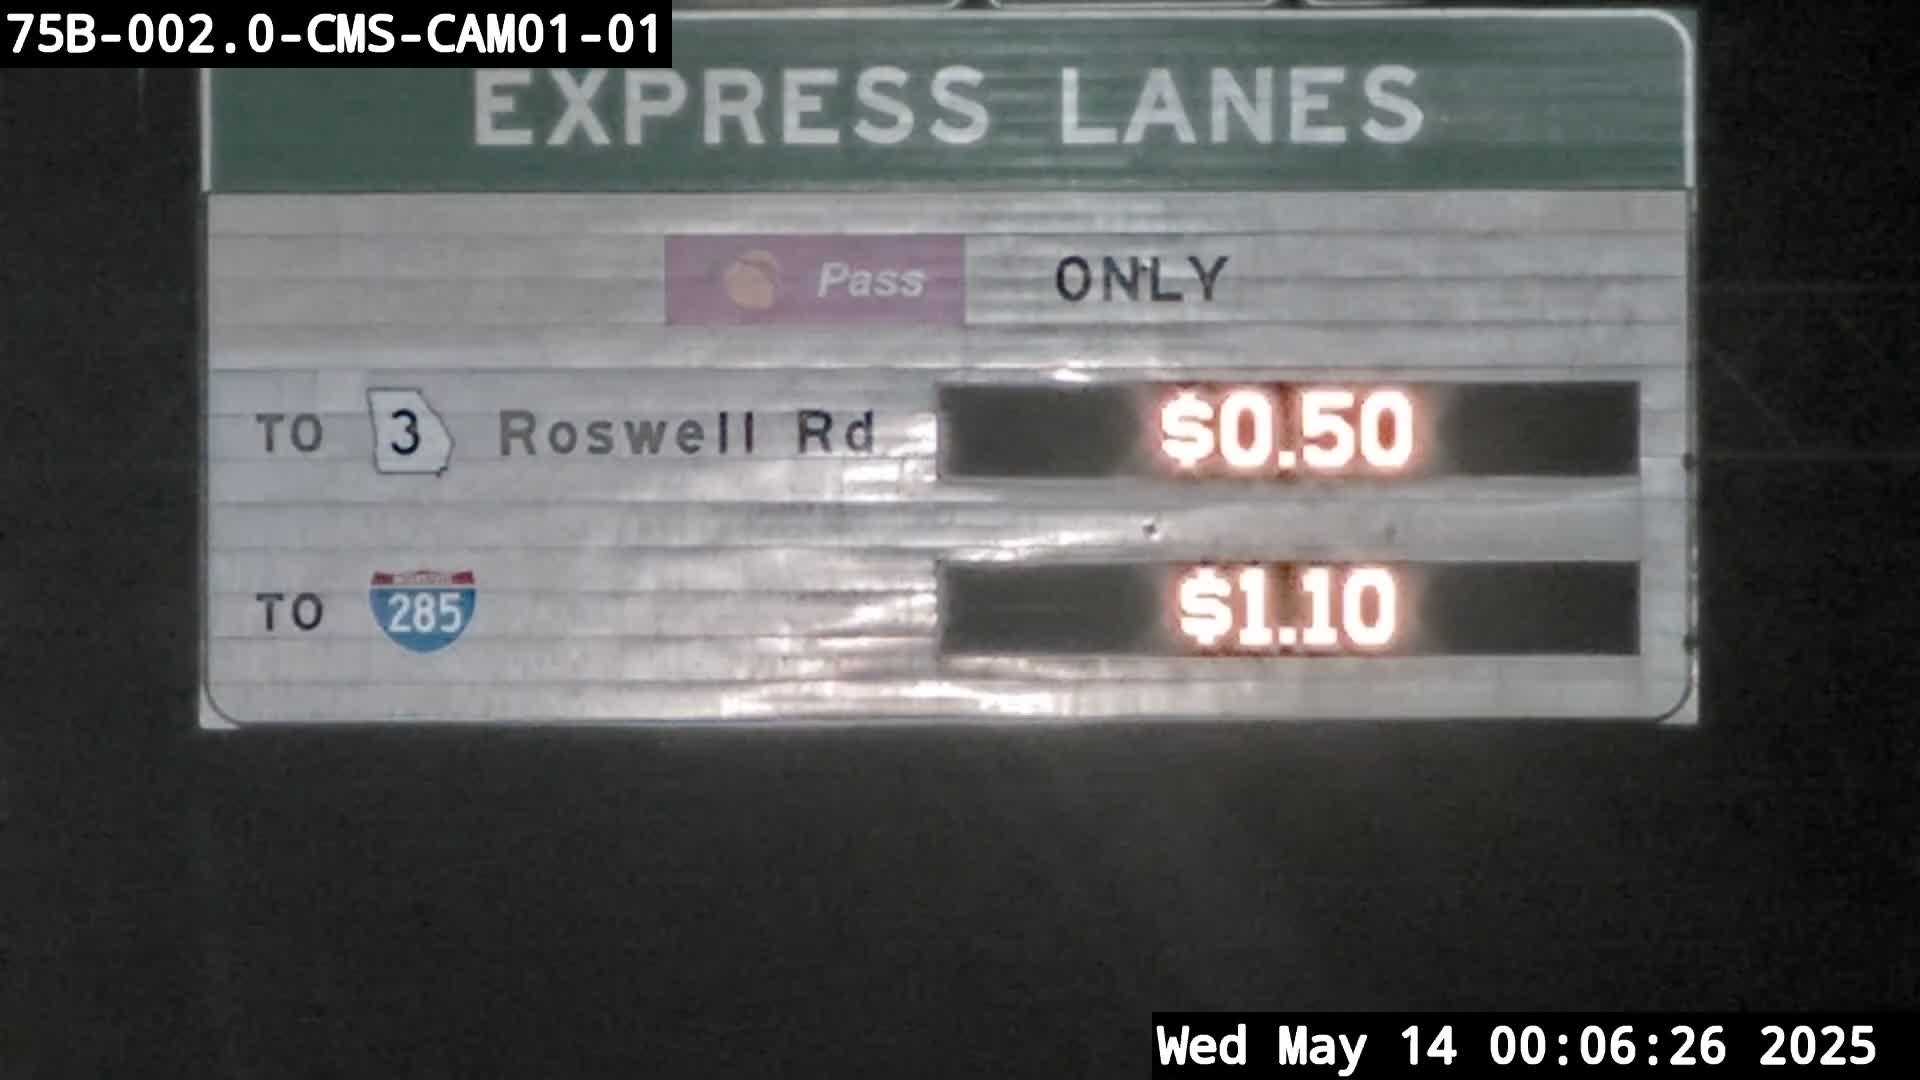 75B-002.0-CMS-CAM01-01
EXPRESS LANES
Pass ONLY
TO 3 Roswell Rd $0.50
TO 285 $1.10
Wed May 14 00:06:26 2025